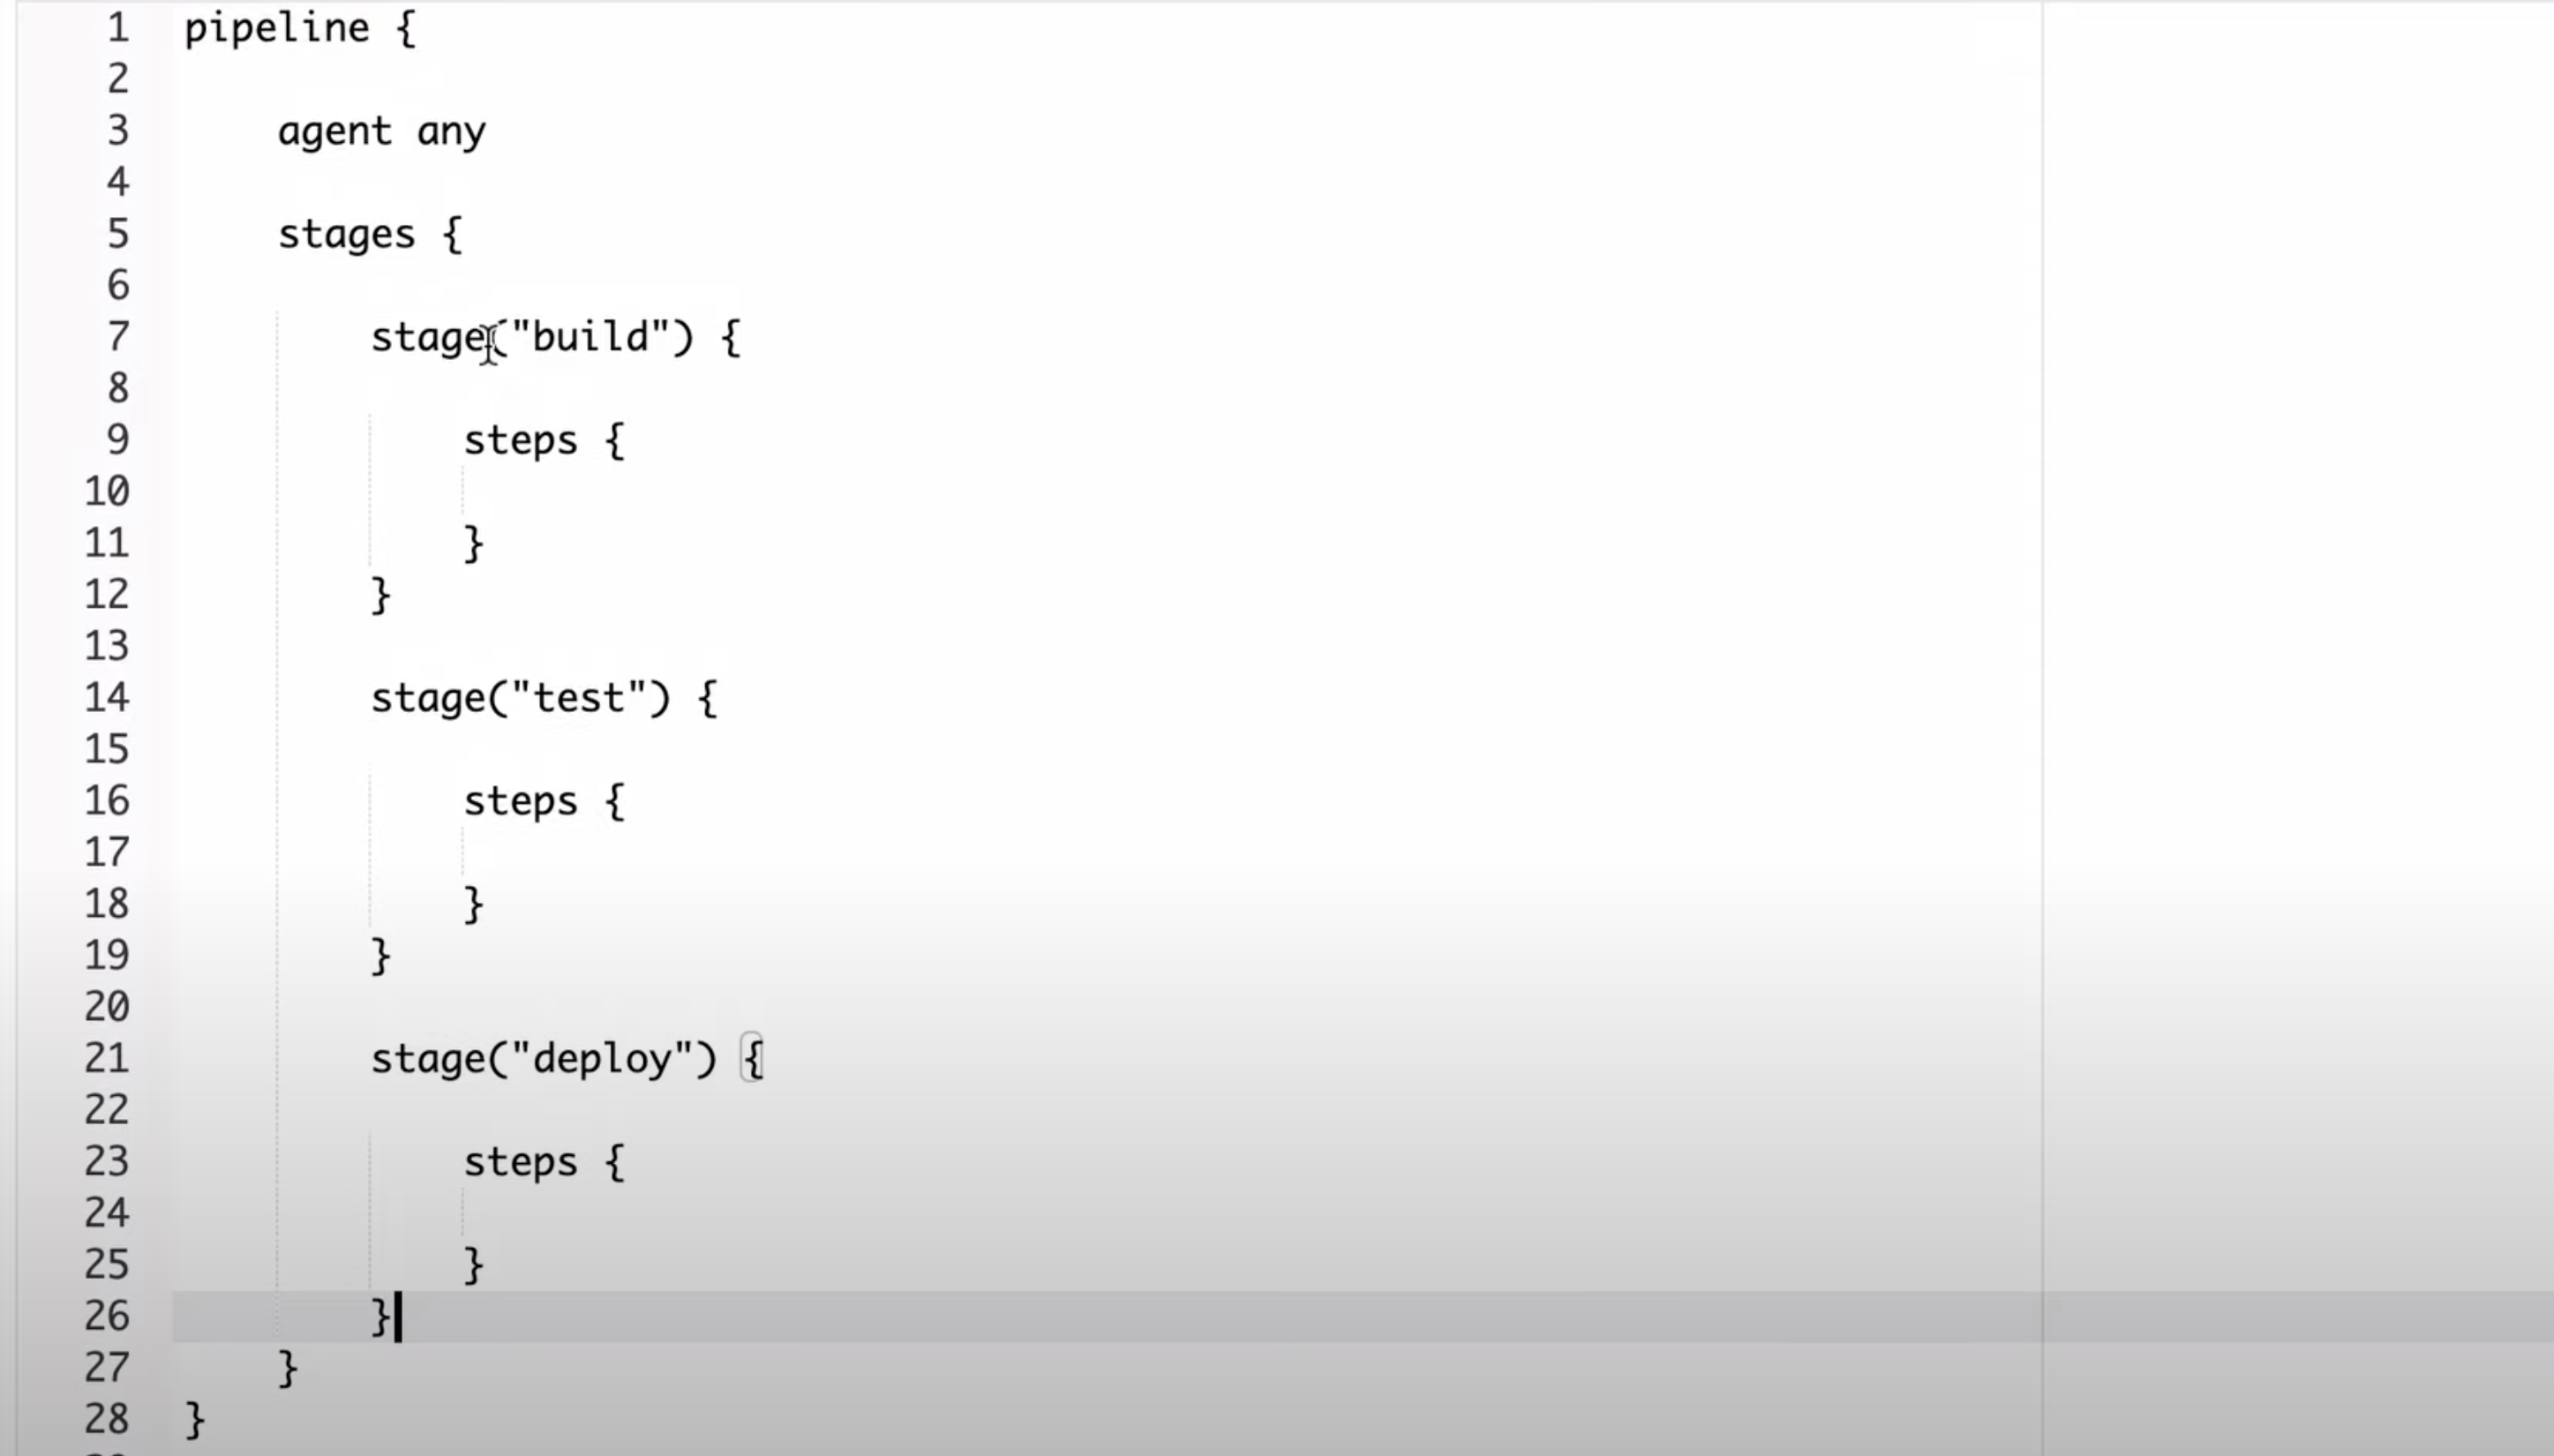 1 pipeline {
2
3 agent any
4
5 stages {
6
7 stage("build") {
8
9 steps {
10
11 }
12 }
13
14 stage("test") {
15
16 steps {
17
18 }
19 }
20
21 stage("deploy") {
22
23 steps {
24
25 }
26 }
27 }
28 }